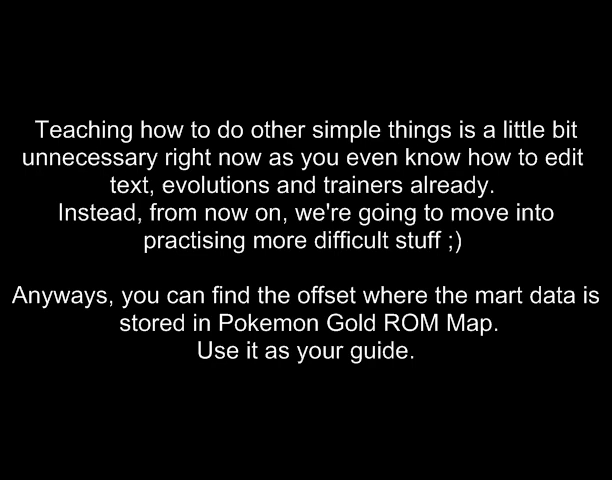 Teaching how to do other simple things is a little bit
unnecessary right now as you even know how to edit
text, evolutions and trainers already.
Instead, from now on, we're going to move into
practising more difficult stuff ;)
Anyways, you can find the offset where the mart data is
stored in Pokemon Gold ROM Map.
Use it as your guide.